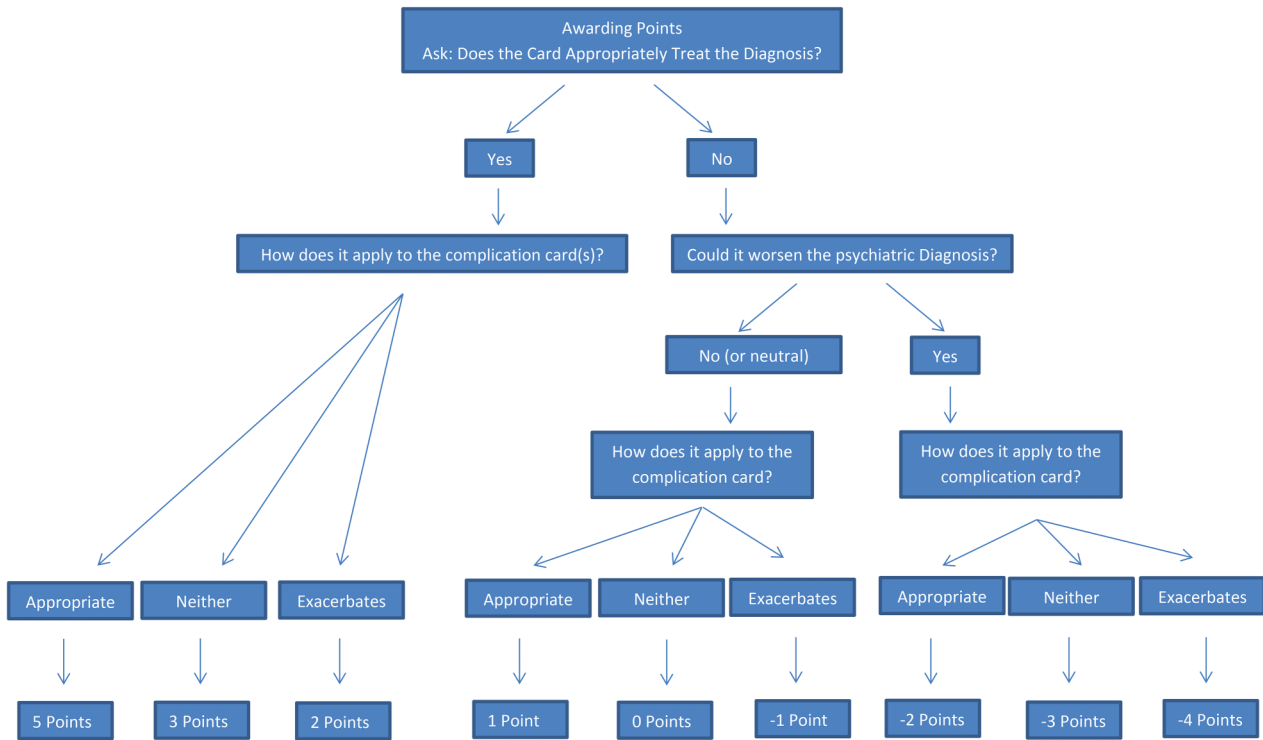 Awarding Points
Ask: Does the Card Appropriately Treat the Diagnosis?
Yes
No
How does it apply to the complication card(s)?
Could it worsen the psychiatric Diagnosis?
No (or neutral)
Yes
How does it apply to the
complication card?
How does it apply to the
complication card?
Appropriate
Neither
Exacerbates
Appropriate
Neither
Exacerbates
Appropriate
Neither
Exacerbates
5 Points
3 Points
2 Points
1 Point
0 Points
-1 Point
-2 Points
-3 Points
-4 Points